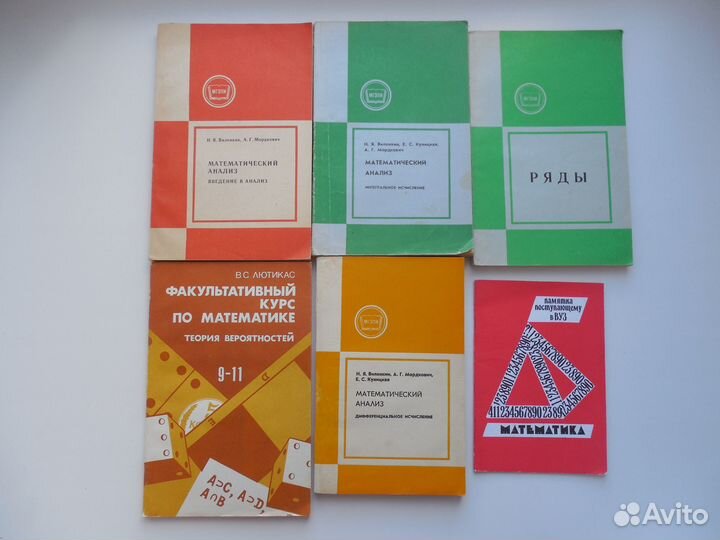 МГЗПИ
Н. Я. Виленкин, А. Г. Мордкович
МАТЕМАТИЧЕСКИЙ
АНАЛИЗ
ВВЕДЕНИЕ В АНАЛИЗ
МГЗПИ
Н. Я. Виленкин, Е. С. Куницкая,
А. Г. Мордкович
МАТЕМАТИЧЕСКИЙ
АНАЛИЗ
ИНТЕГРАЛЬНОЕ ИСЧИСЛЕНИЕ
МГЗПИ
РЯДЫ
В.С. ЛЮТИКАС
ФАКУЛЬТАТИВНЫЙ
КУРС
ПО МАТЕМАТИКЕ
ТЕОРИЯ ВЕРОЯТНОСТЕЙ
9-11
A⊃C, A⊃D,
A∩B
МГЗПИ
Н. Я. Виленкин, А. Г. Мордкович,
Е. С. Куницкая
МАТЕМАТИЧЕСКИЙ
АНАЛИЗ
ДИФФЕРЕНЦИАЛЬНОЕ ИСЧИСЛЕНИЕ
памятка
поступающему
в ВУЗ
МАТЕМАТИКА
Avito